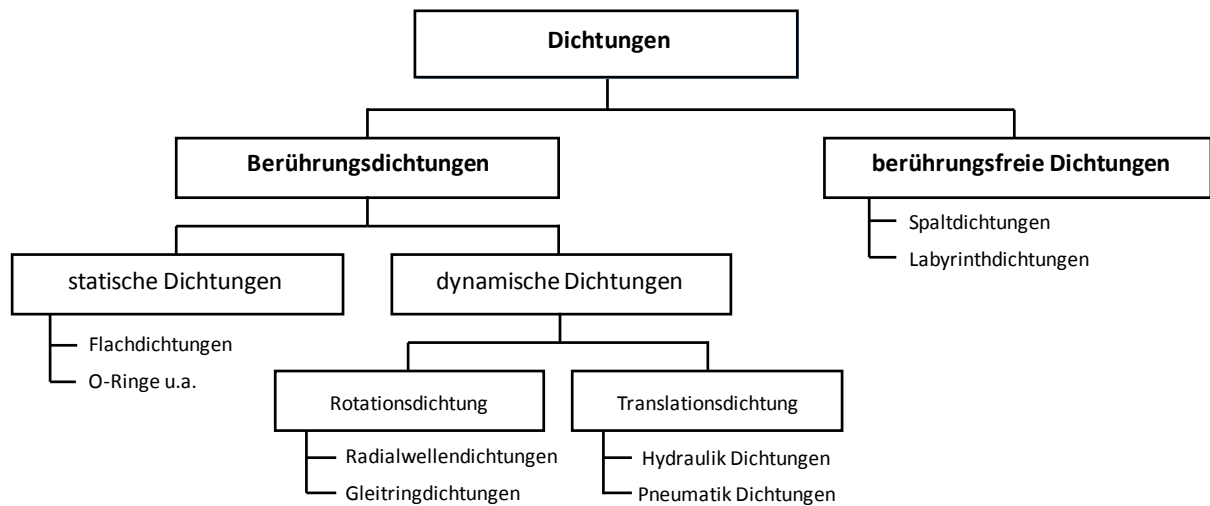 Dichtungen
Berührungsdichtungen
berührungsfreie Dichtungen
Spaltdichtungen
Labyrinthdichtungen
statische Dichtungen
dynamische Dichtungen
Flachdichtungen
O-Ringe u.a.
Rotationsdichtung
Translationsdichtung
Radialwellendichtungen
Gleitringdichtungen
Hydraulik Dichtungen
Pneumatik Dichtungen